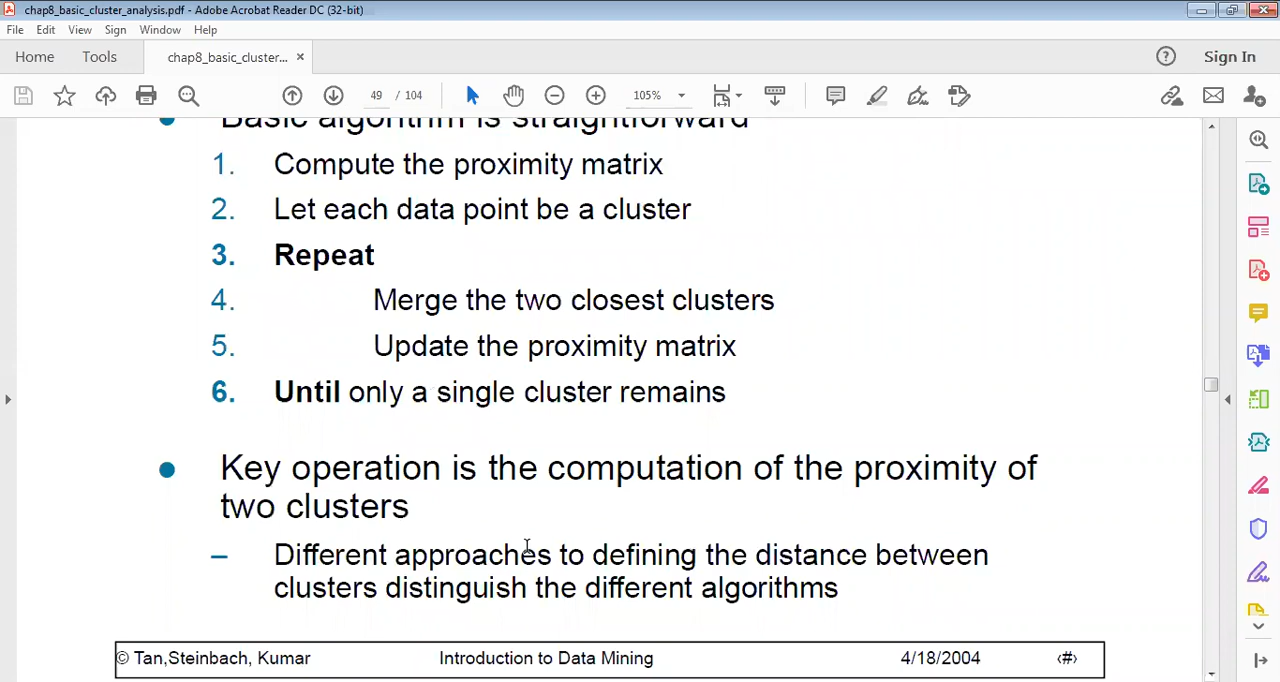 chap8_basic_cluster_analysis.pdf - Adobe Acrobat Reader DC (32-bit)
File Edit View Sign Window Help
Home Tools chap8_basic_cluster... × ? Sign In
49 / 104 105%
Basic algorithm is straightforward
1. Compute the proximity matrix
2. Let each data point be a cluster
3. Repeat
4. Merge the two closest clusters
5. Update the proximity matrix
6. Until only a single cluster remains
● Key operation is the computation of the proximity of
two clusters
– Different approaches to defining the distance between
clusters distinguish the different algorithms
© Tan,Steinbach, Kumar Introduction to Data Mining 4/18/2004 ‹#›